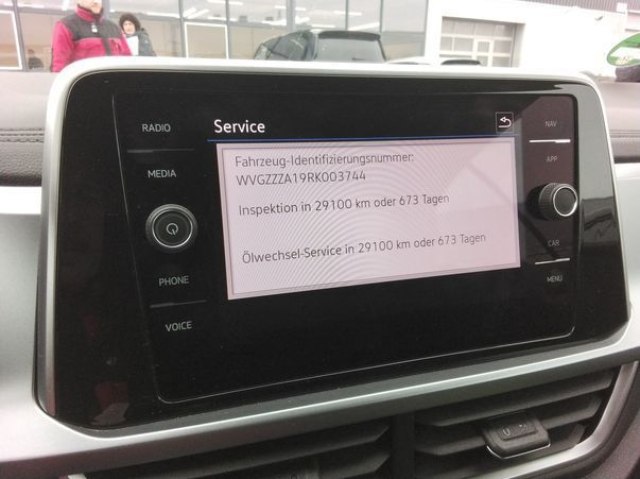 RADIO
MEDIA
PHONE
VOICE
Service
Fahrzeug-Identifizierungsnummer:
WVGZZZA19RK003744
Inspektion in 29100 km oder 673 Tagen
Ölwechsel-Service in 29100 km oder 673 Tagen
NAV
APP
CAR
MENU